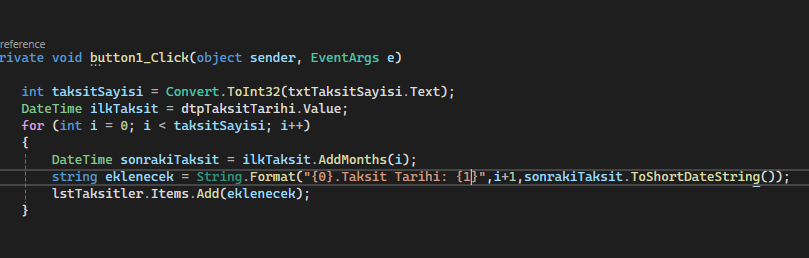 reference
rivate void button1_Click(object sender, EventArgs e)
int taksitSayisi = Convert.ToInt32(txtTaksitSayisi.Text);
DateTime ilkTaksit = dtpTaksitTarihi.Value;
for (int i = 0; i < taksitSayisi; i++)
{
DateTime sonrakiTaksit = ilkTaksit.AddMonths(i);
string eklenecek = String.Format("{0}.Taksit Tarihi: {1}",i+1,sonrakiTaksit.ToShortDateString());
lstTaksitler.Items.Add(eklenecek);
}